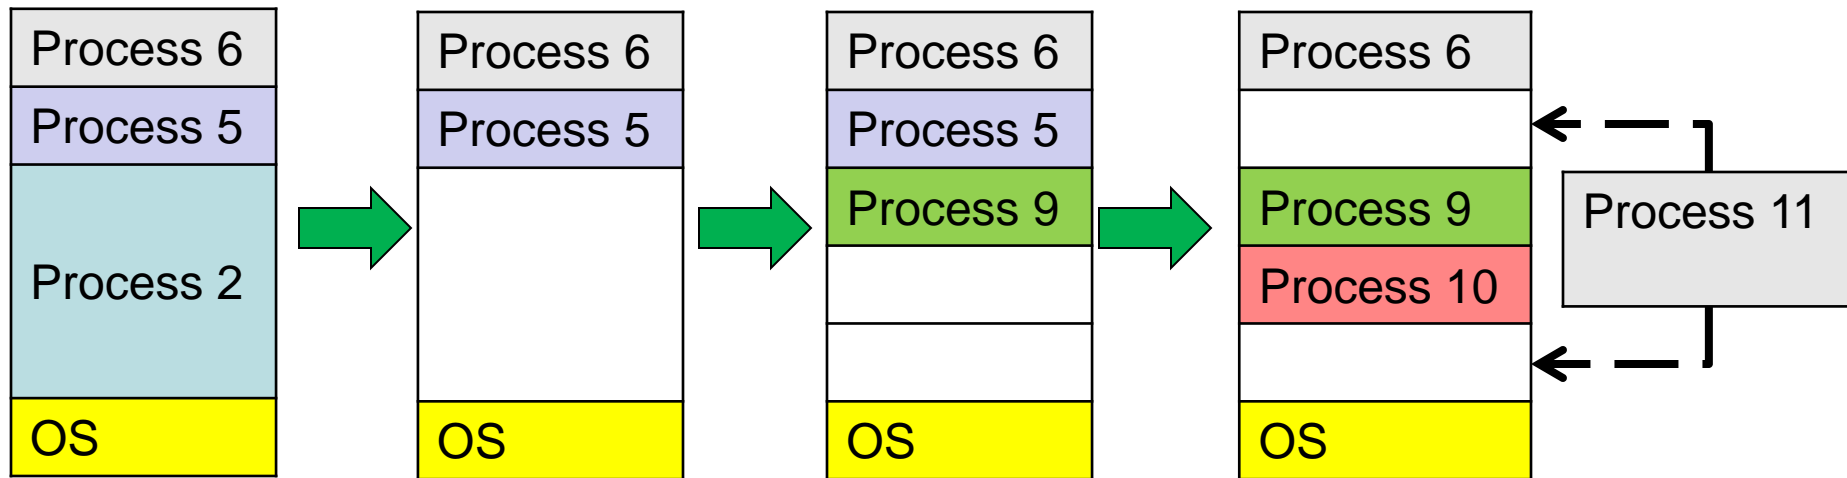 Process 6
Process 5
Process 2
OS
Process 6
Process 5
OS
Process 6
Process 5
Process 9
OS
Process 6
Process 9
Process 10
OS
Process 11